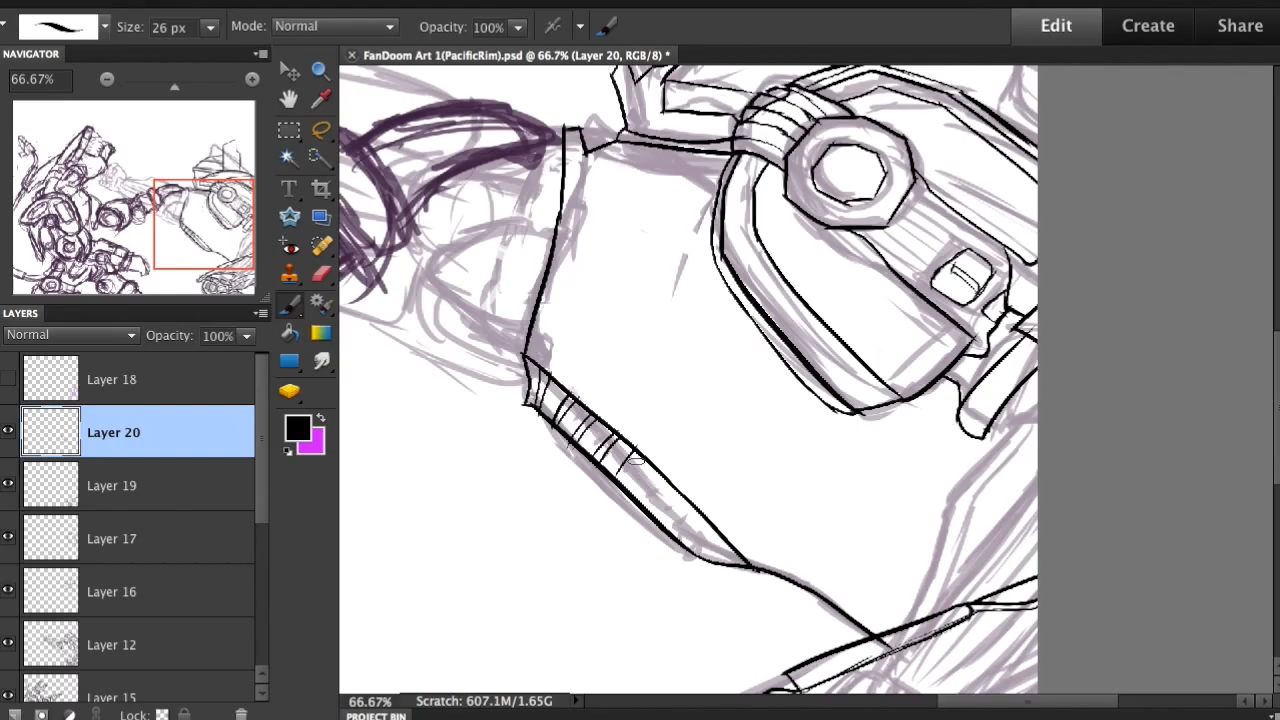 Size: 26 px Mode: Normal Opacity: 100% Edit Create Share
NAVIGATOR
FanDoom Art 1(PacificRim).psd @ 66.7% (Layer 20, RGB/8) *
66.67%
LAYERS
Normal Opacity: 100%
Layer 18
Layer 20
Layer 19
Layer 17
Layer 16
Layer 12
Layer 15
Lock:
66.67% Scratch: 607.1M/1.65G
PROJECT BIN